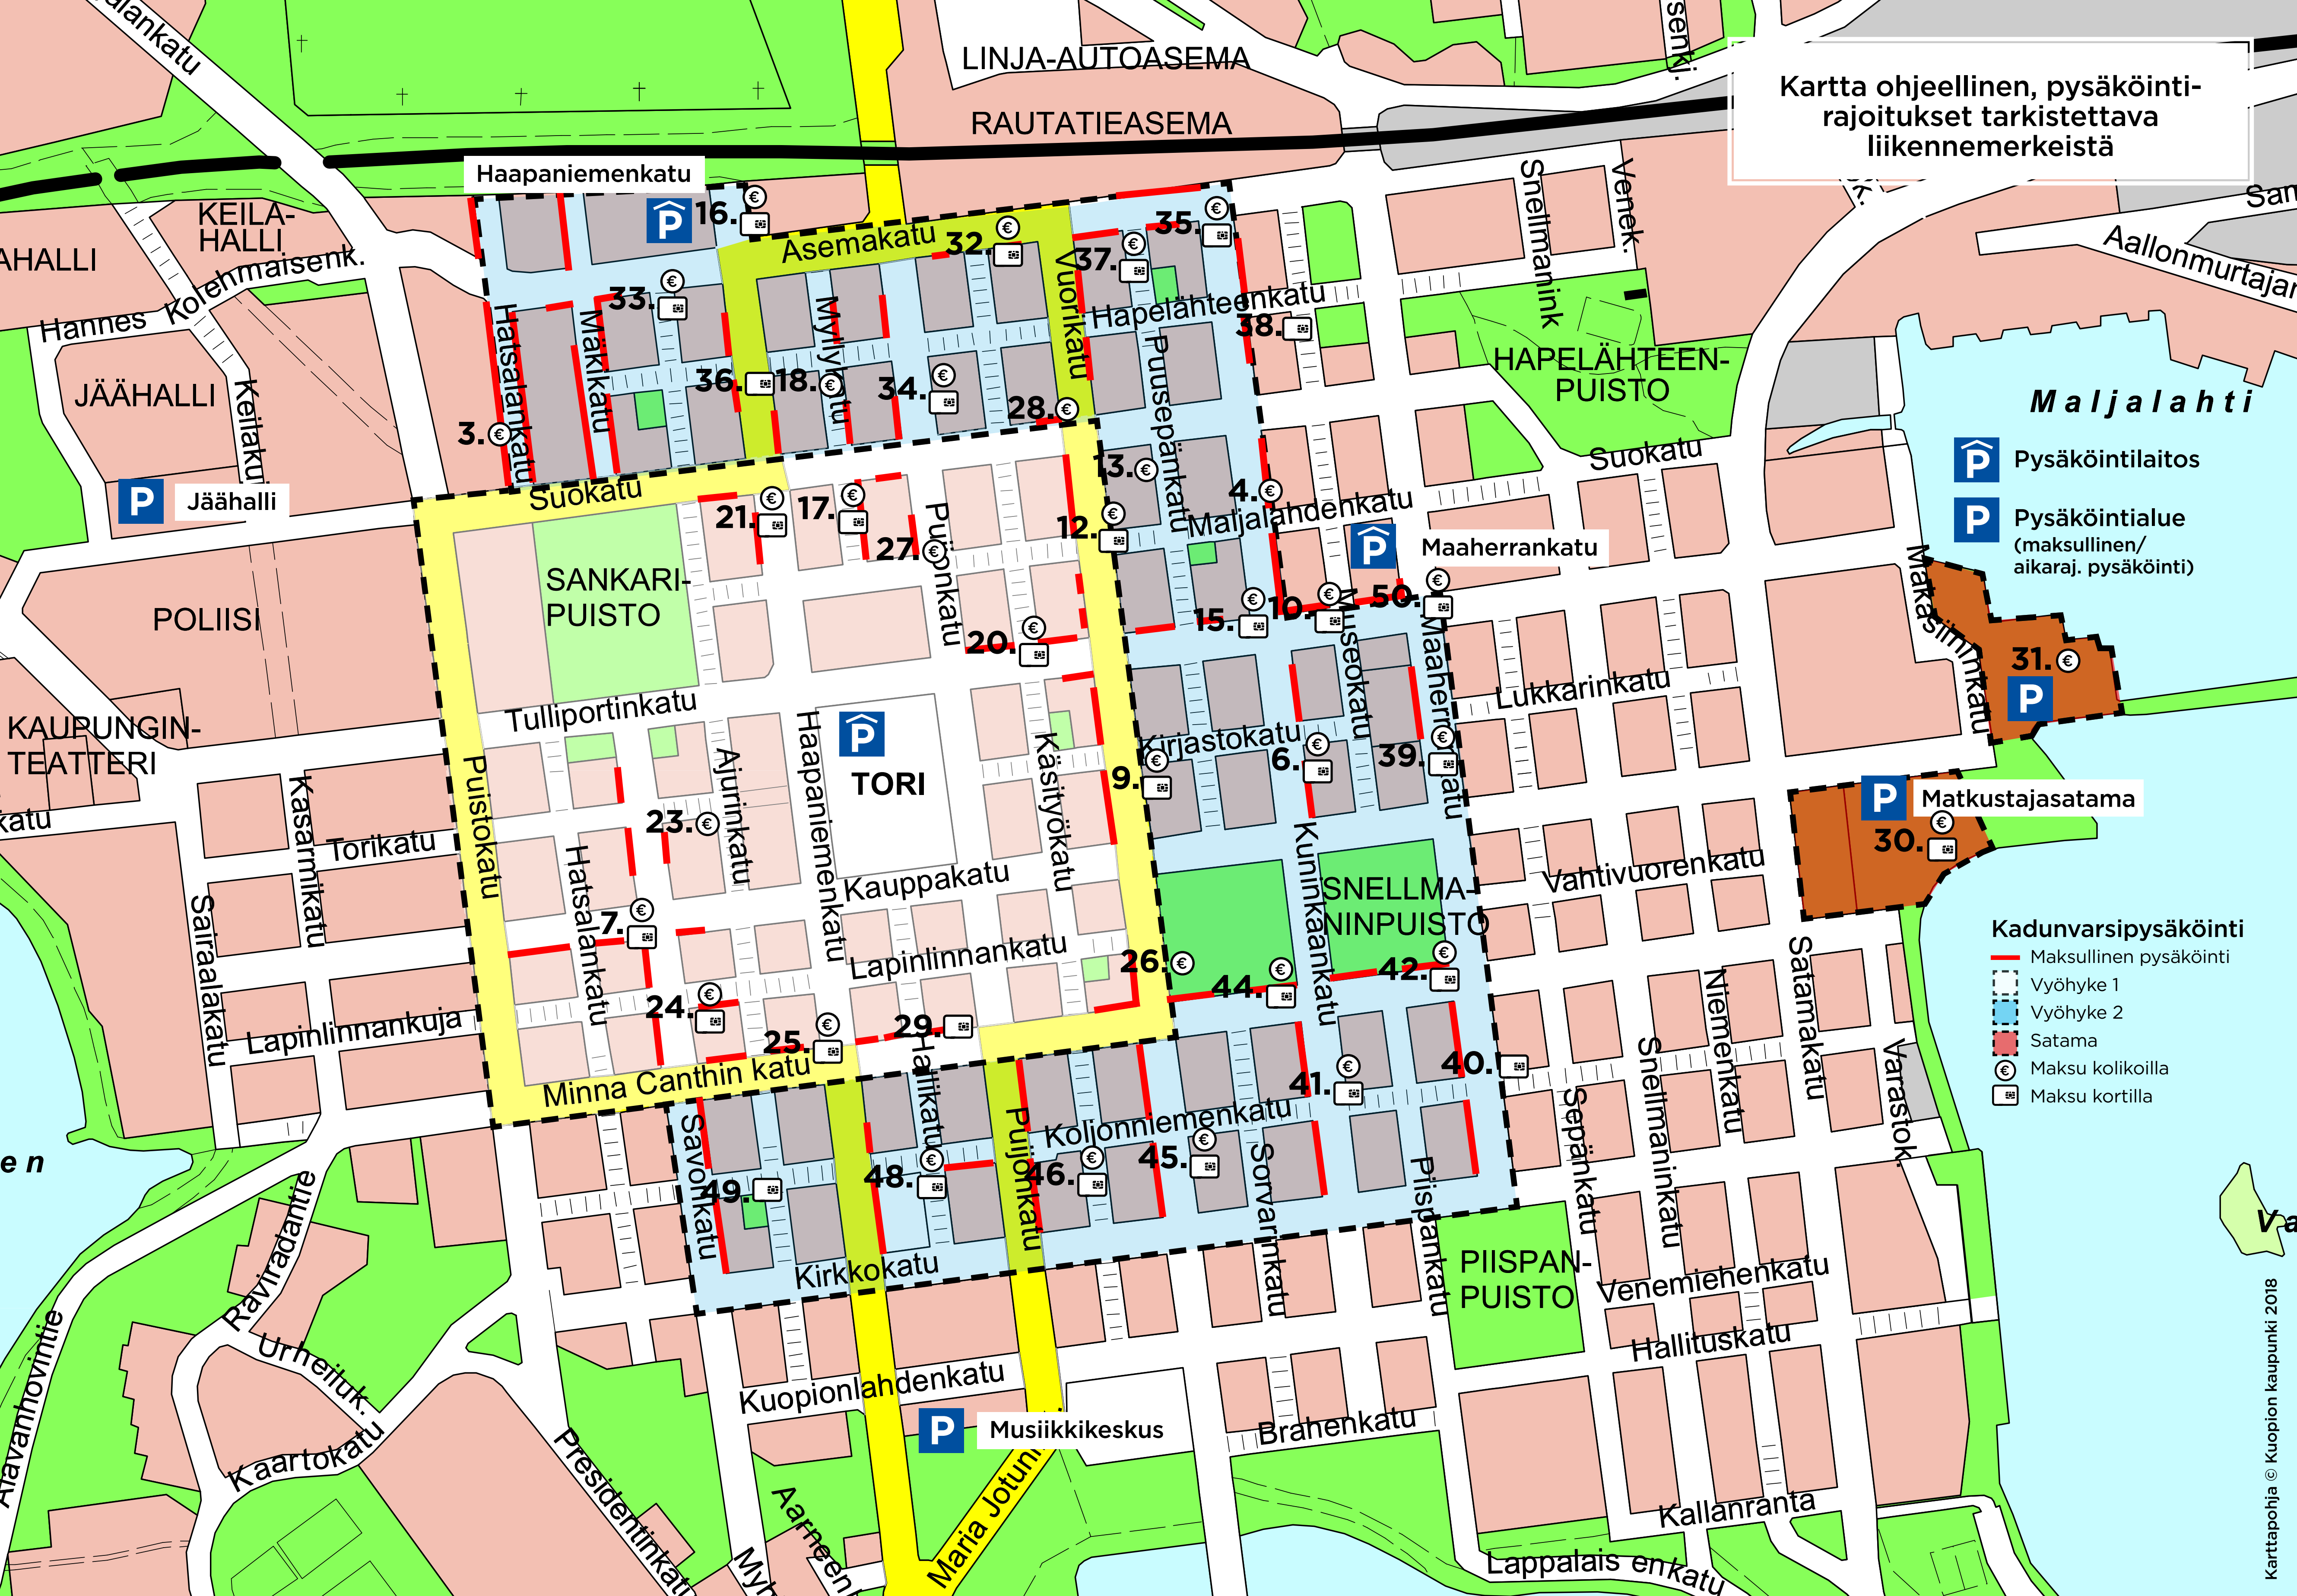 LINJA-AUTOASEMA
RAUTATIEASEMA
Kartta ohjeellinen, pysäköinti-
rajoitukset tarkistettava
liikennemerkeistä
Haapaniemenkatu
KEILA-
HALLI
Hannes Kolehmaisenk.
JÄÄHALLI
P
Jäähalli
POLIISI
KAUPUNGIN-
TEATTERI
Kasarmikatu
Torikatu
Sairaalakatu
Lapinlinnankuja
Raviradantie
Urheiluk.
Kaartokatu
Presidentinkatu
P
16.
Asemakatu
32.
35.
37.
33.
Hatsalankatu
Mäkikatu
Myllykatu
Vuorikatu
Hapelähteenkatu
38.
36.
18.
34.
28.
3.
Puusepänkatu
Snellmanink
Venek.
HAPELÄHTEEN-
PUISTO
Suokatu
Maljalahti
P
Pysäköintilaitos
P
Pysäköintialue
(maksullinen/
aikaraj. pysäköinti)
Suokatu
21.
17.
27.
Puijonkatu
13.
12.
4.
Maljalahdenkatu
P
Maaherrankatu
SANKARI-
PUISTO
20.
15.
10.
50.
Museokatu
Maaherrankatu
Lukkarinkatu
Makasiininkatu
31.
P
Tulliportinkatu
Puistokatu
Ajurinkatu
Haapaniemenkatu
P
TORI
Käsityökatu
Kirjastokatu
9.
6.
39.
23.
Hatsalankatu
Kauppakatu
Kuninkaankatu
SNELLMA-
NINPUISTO
Vahtivuorenkatu
P
Matkustajasatama
30.
7.
Lapinlinnankatu
26.
44.
42.
24.
25.
29.
Minna Canthin katu
Hallikatu
Kadunvarsipysäköinti
Maksullinen pysäköinti
Vyöhyke 1
Vyöhyke 2
Satama
€ Maksu kolikoilla
Maksu kortilla
41.
40.
Koljonniemenkatu
Savonkatu
49.
48.
Puijonkatu
46.
45.
Sorvarinkatu
Piispankatu
Sepänkatu
Snellmaninkatu
Niemenkatu
Satamakatu
Varastok.
Kirkkokatu
PIISPAN-
PUISTO
Venemiehenkatu
Hallituskatu
Kuopionlahdenkatu
P
Musiikkikeskus
Brahenkatu
Kallanranta
Lappalaisenkatu
Karttapohja © Kuopion kaupunki 2018